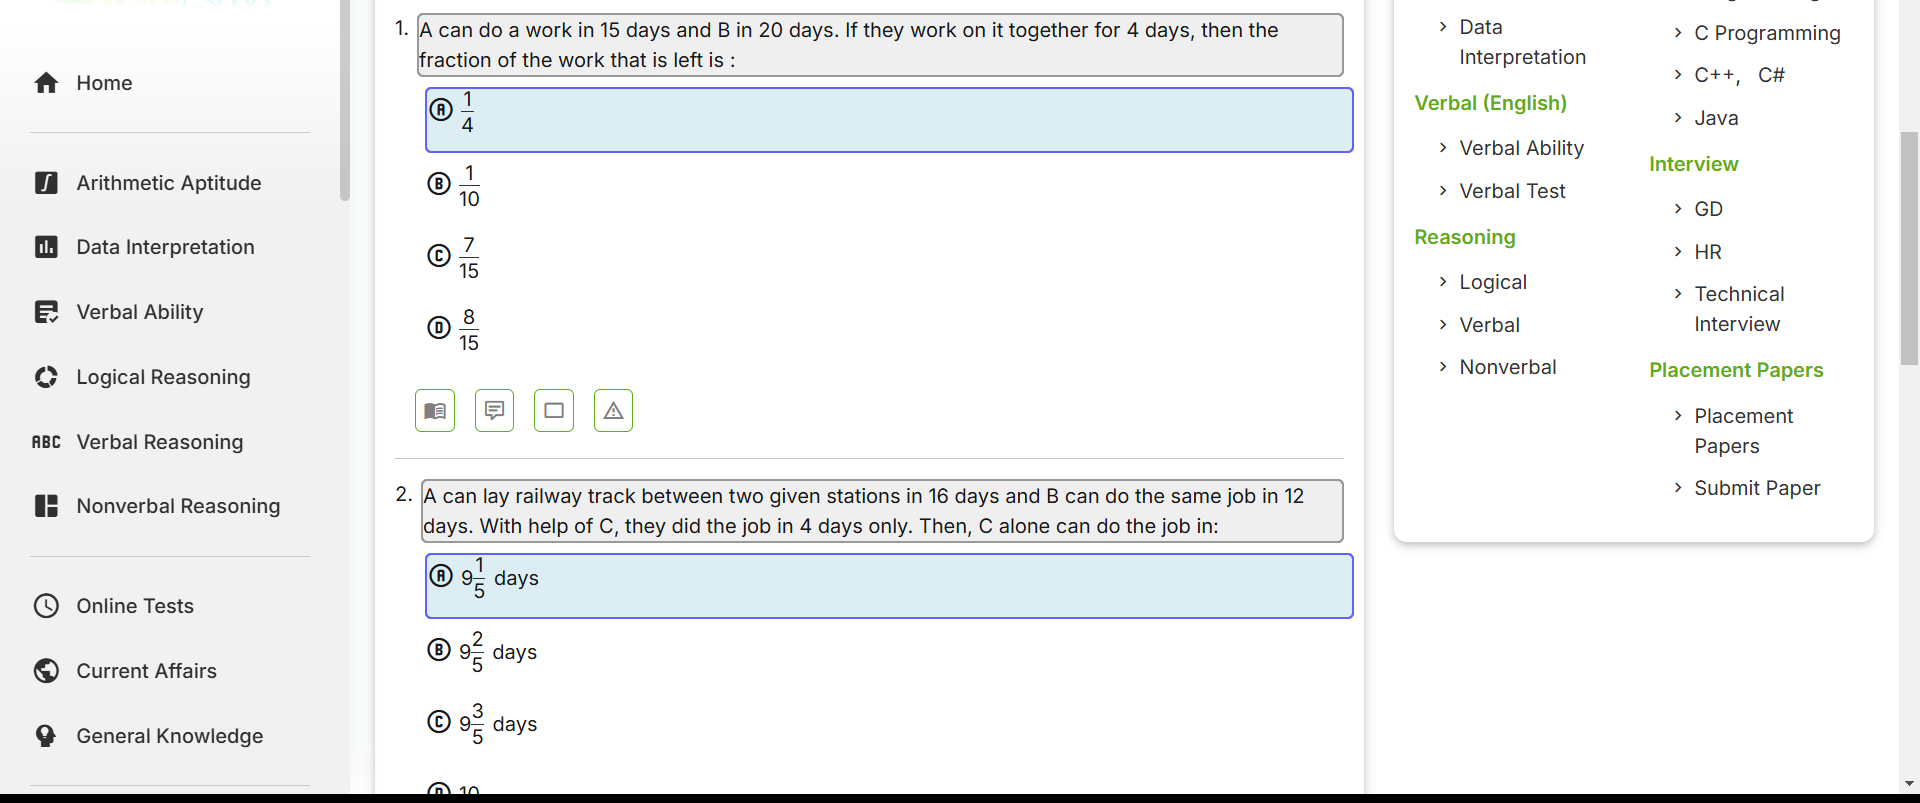 Home
Arithmetic Aptitude
Data Interpretation
Verbal Ability
Logical Reasoning
ABC Verbal Reasoning
Nonverbal Reasoning
Online Tests
Current Affairs
General Knowledge
1. A can do a work in 15 days and B in 20 days. If they work on it together for 4 days, then the
fraction of the work that is left is :
A 1/4
B 1/10
C 7/15
D 8/15
2. A can lay railway track between two given stations in 16 days and B can do the same job in 12
days. With help of C, they did the job in 4 days only. Then, C alone can do the job in:
A 9 1/5 days
B 9 2/5 days
C 9 3/5 days
D 10
Data
Interpretation
Verbal (English)
Verbal Ability
Verbal Test
Reasoning
Logical
Verbal
Nonverbal
C Programming
C++, C#
Java
Interview
GD
HR
Technical
Interview
Placement Papers
Placement
Papers
Submit Paper